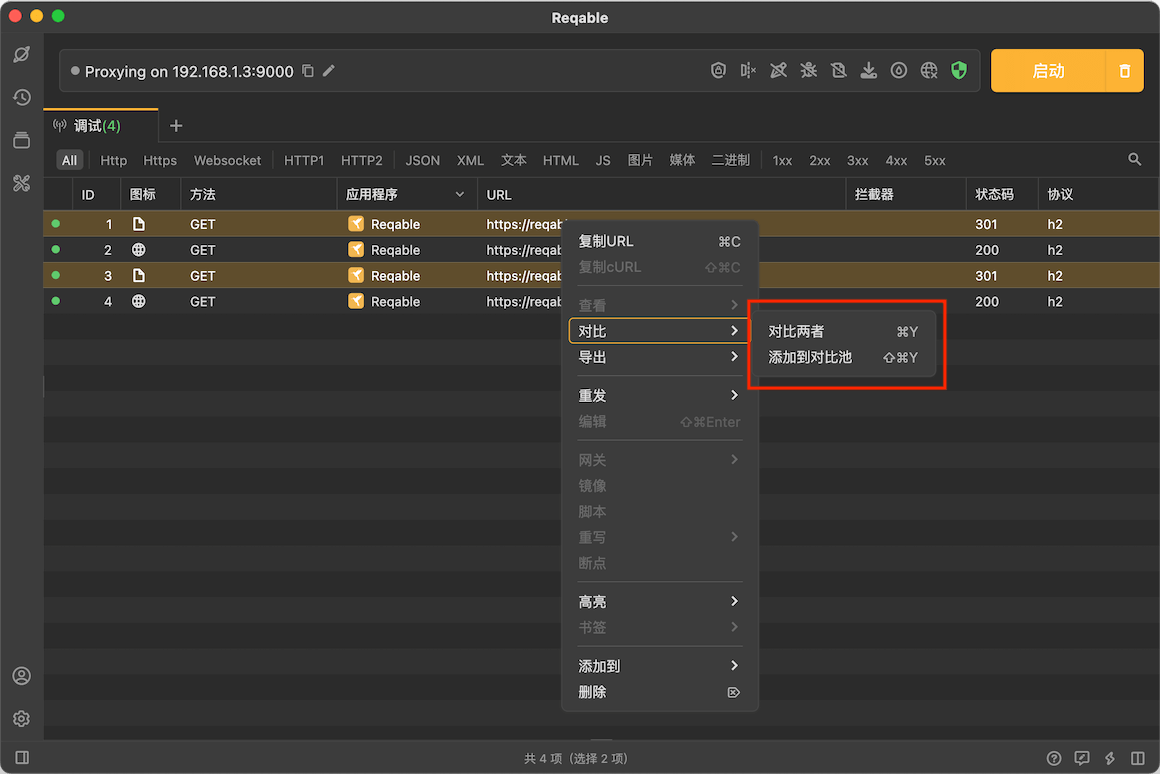 Reqable
Proxying on 192.168.1.3:9000
启动
调试(4)
All Http Https Websocket HTTP1 HTTP2 JSON XML 文本 HTML JS 图片 媒体 二进制 1xx 2xx 3xx 4xx 5xx
ID 图标 方法 应用程序 URL 拦截器 状态码 协议
1 GET Reqable https://reqab 301 h2
2 GET Reqable https://reqab 200 h2
3 GET Reqable https://reqab 301 h2
4 GET Reqable https://reqab 200 h2
复制URL ⌘C
复制cURL ⇧⌘C
查看
对比
导出
重发
编辑 ⇧⌘Enter
网关
镜像
脚本
重写
断点
高亮
书签
添加到
删除
对比两者 ⌘Y
添加到对比池 ⇧⌘Y
共 4 项（选择 2 项）